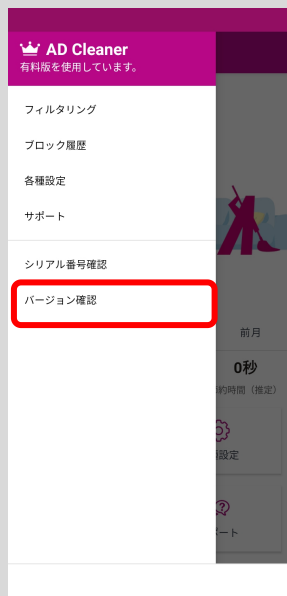 AD Cleaner
有料版を使用しています。
フィルタリング
ブロック履歴
各種設定
サポート
シリアル番号確認
バージョン確認
前月
0秒
約時間（推定）
設定
ート